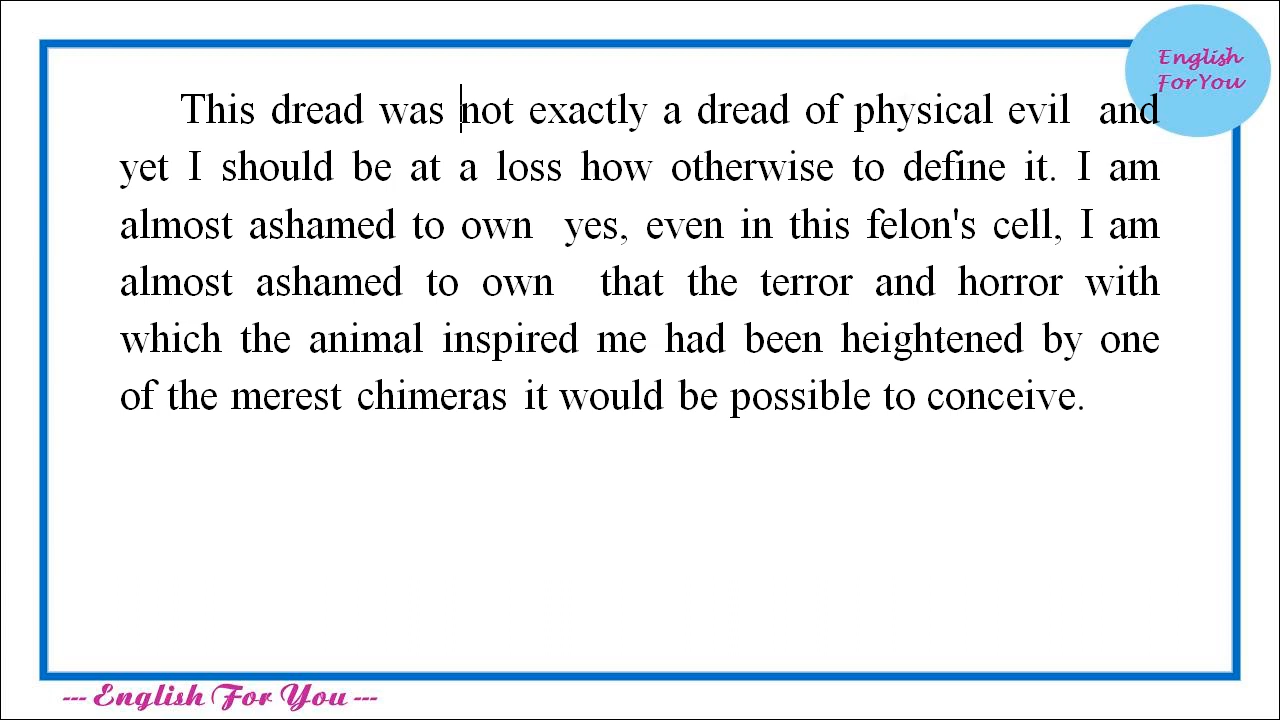 English
ForYou
This dread was not exactly a dread of physical evil  and
yet I should be at a loss how otherwise to define it. I am
almost ashamed to own  yes, even in this felon's cell, I am
almost ashamed to own  that the terror and horror with
which the animal inspired me had been heightened by one
of the merest chimeras it would be possible to conceive.
--- English For You ---